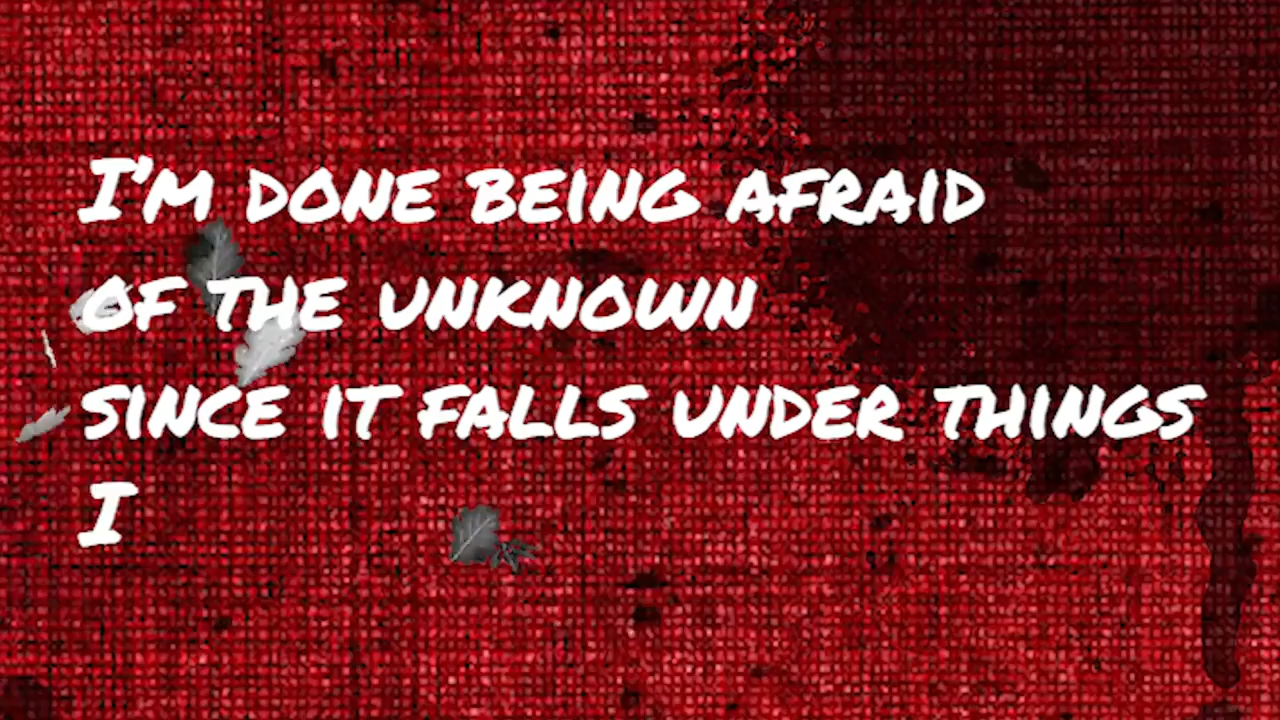 I'M DONE BEING AFRAID
OF THE UNKNOWN
SINCE IT FALLS UNDER THINGS
I